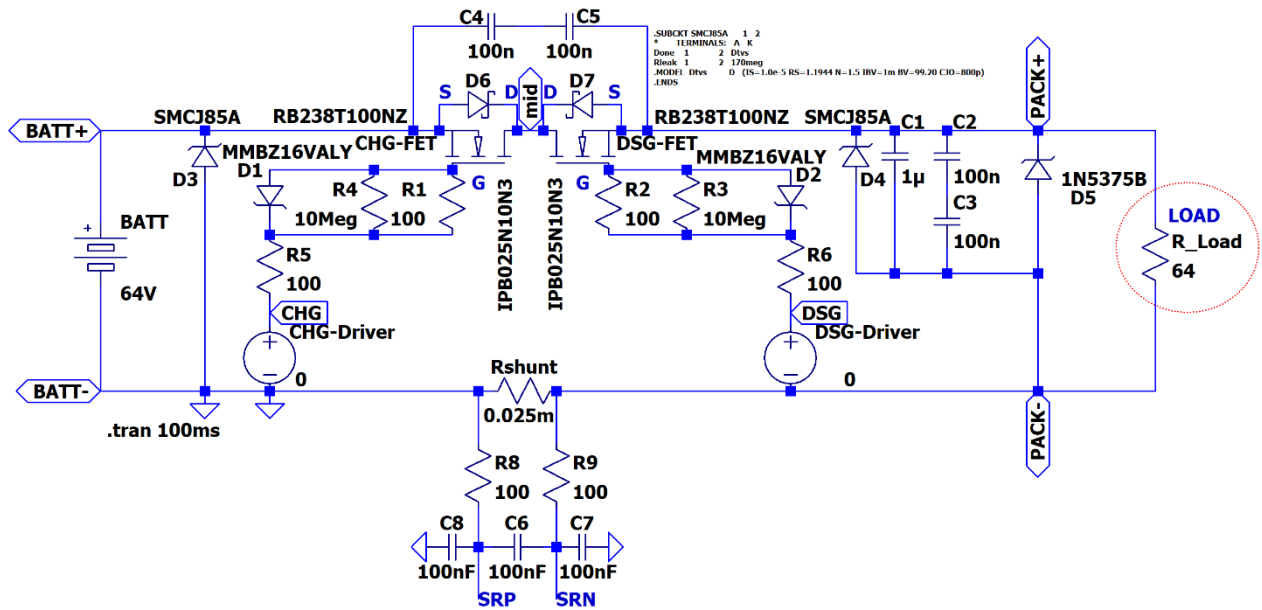 C4
100n
C5
100n
.SUBCKT SMCJ85A 1 2
* TERMINALS: A K
Done 1 2 Dtvs
Rleak 1 2 170meg
.MODEL Dtvs D (IS=1.0e-5 RS=1.1944 N=1.5 IBV=1m BV=99.20 CJO=800p)
.ENDS
D6
D7
S
D
mid
D
S
BATT+
SMCJ85A
D3
RB238T100NZ
CHG-FET
DSG-FET
RB238T100NZ
SMCJ85A
D4
C1
1µ
C2
100n
C3
100n
PACK+
1N5375B
D5
LOAD
R_Load
64
MMBZ16VALY
D1
R4
10Meg
R1
100
G
IPB025N10N3
IPB025N10N3
G
R2
100
R3
10Meg
MMBZ16VALY
D2
BATT
+
64V
R5
100
R6
100
CHG
CHG-Driver
0
DSG
DSG-Driver
0
BATT-
.tran 100ms
Rshunt
0.025m
PACK-
R8
100
R9
100
C8
100nF
C6
100nF
C7
100nF
SRP
SRN